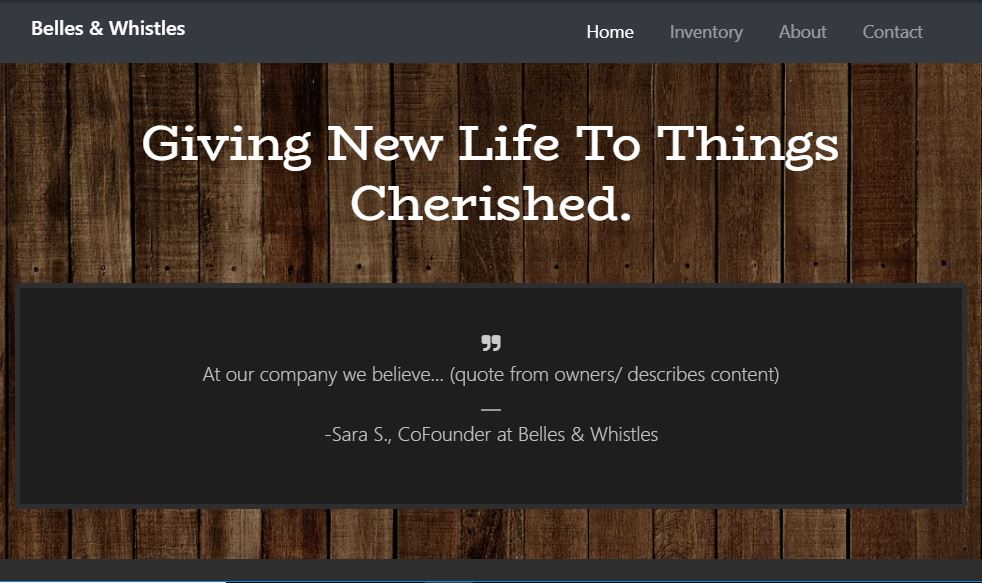 Belles & Whistles
Home Inventory About Contact
Giving New Life To Things
Cherished.
❞
At our company we believe... (quote from owners/ describes content)
—
-Sara S., CoFounder at Belles & Whistles